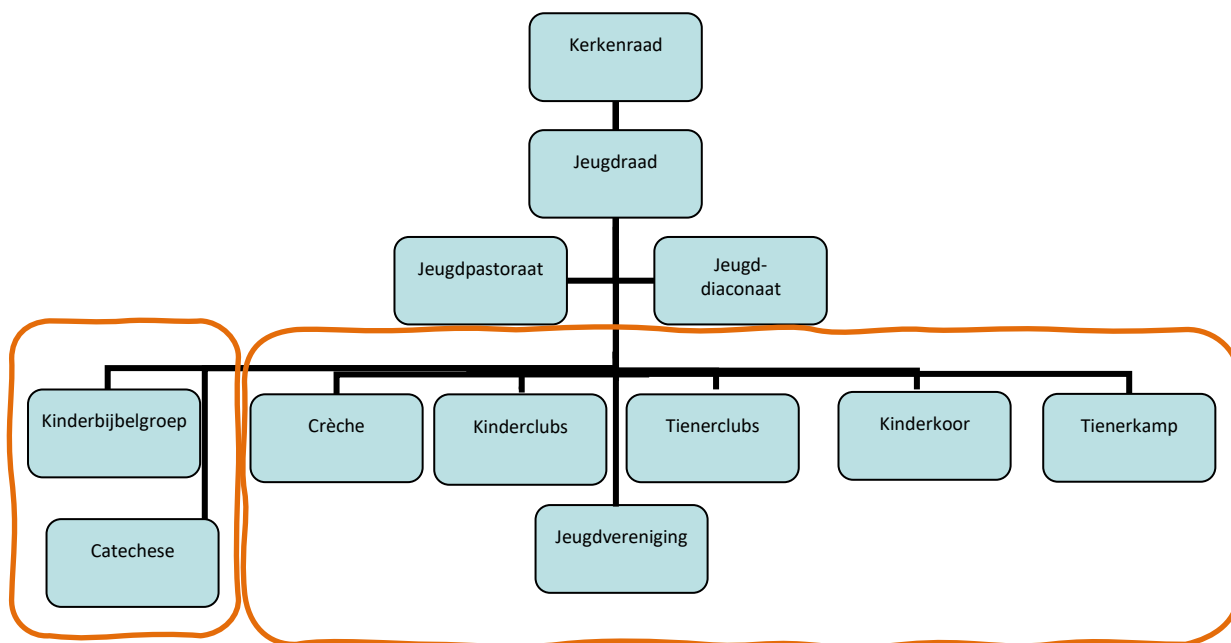 Kerkenraad
Jeugdraad
Jeugdpastoraat
Jeugd-
diaconaat
Kinderbijbelgroep
Crèche
Kinderclubs
Tienerclubs
Kinderkoor
Tienerkamp
Catechese
Jeugdvereniging